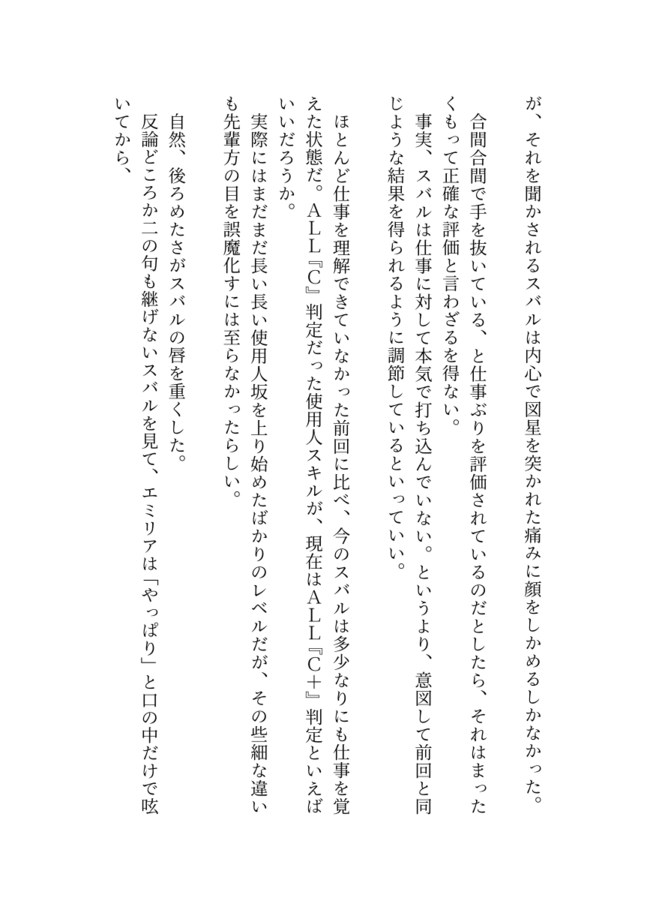 が、それを聞かされるスバルは内心で図星を突かれた痛みに顔をしかめるしかなかった。
合間合間で手を抜いている、と仕事ぶりを評価されているのだとしたら、それはまった
くもって正確な評価と言わざるを得ない。
事実、スバルは仕事に対して本気で打ち込んでいない。というより、意図して前回と同
じような結果を得られるように調節しているといっていい。
ほとんど仕事を理解できていなかった前回に比べ、今のスバルは多少なりにも仕事を覚
えた状態だ。ALL『C』判定だった使用人スキルが、現在はALL『C+』判定といえば
いいだろうか。
実際にはまだまだ長い長い使用人坂を上り始めたばかりのレベルだが、その些細な違い
も先輩方の目を誤魔化すには至らなかったらしい。
自然、後ろめたさがスバルの唇を重くした。
反論どころか二の句も継げないスバルを見て、エミリアは「やっぱり」と口の中だけで呟
いてから、